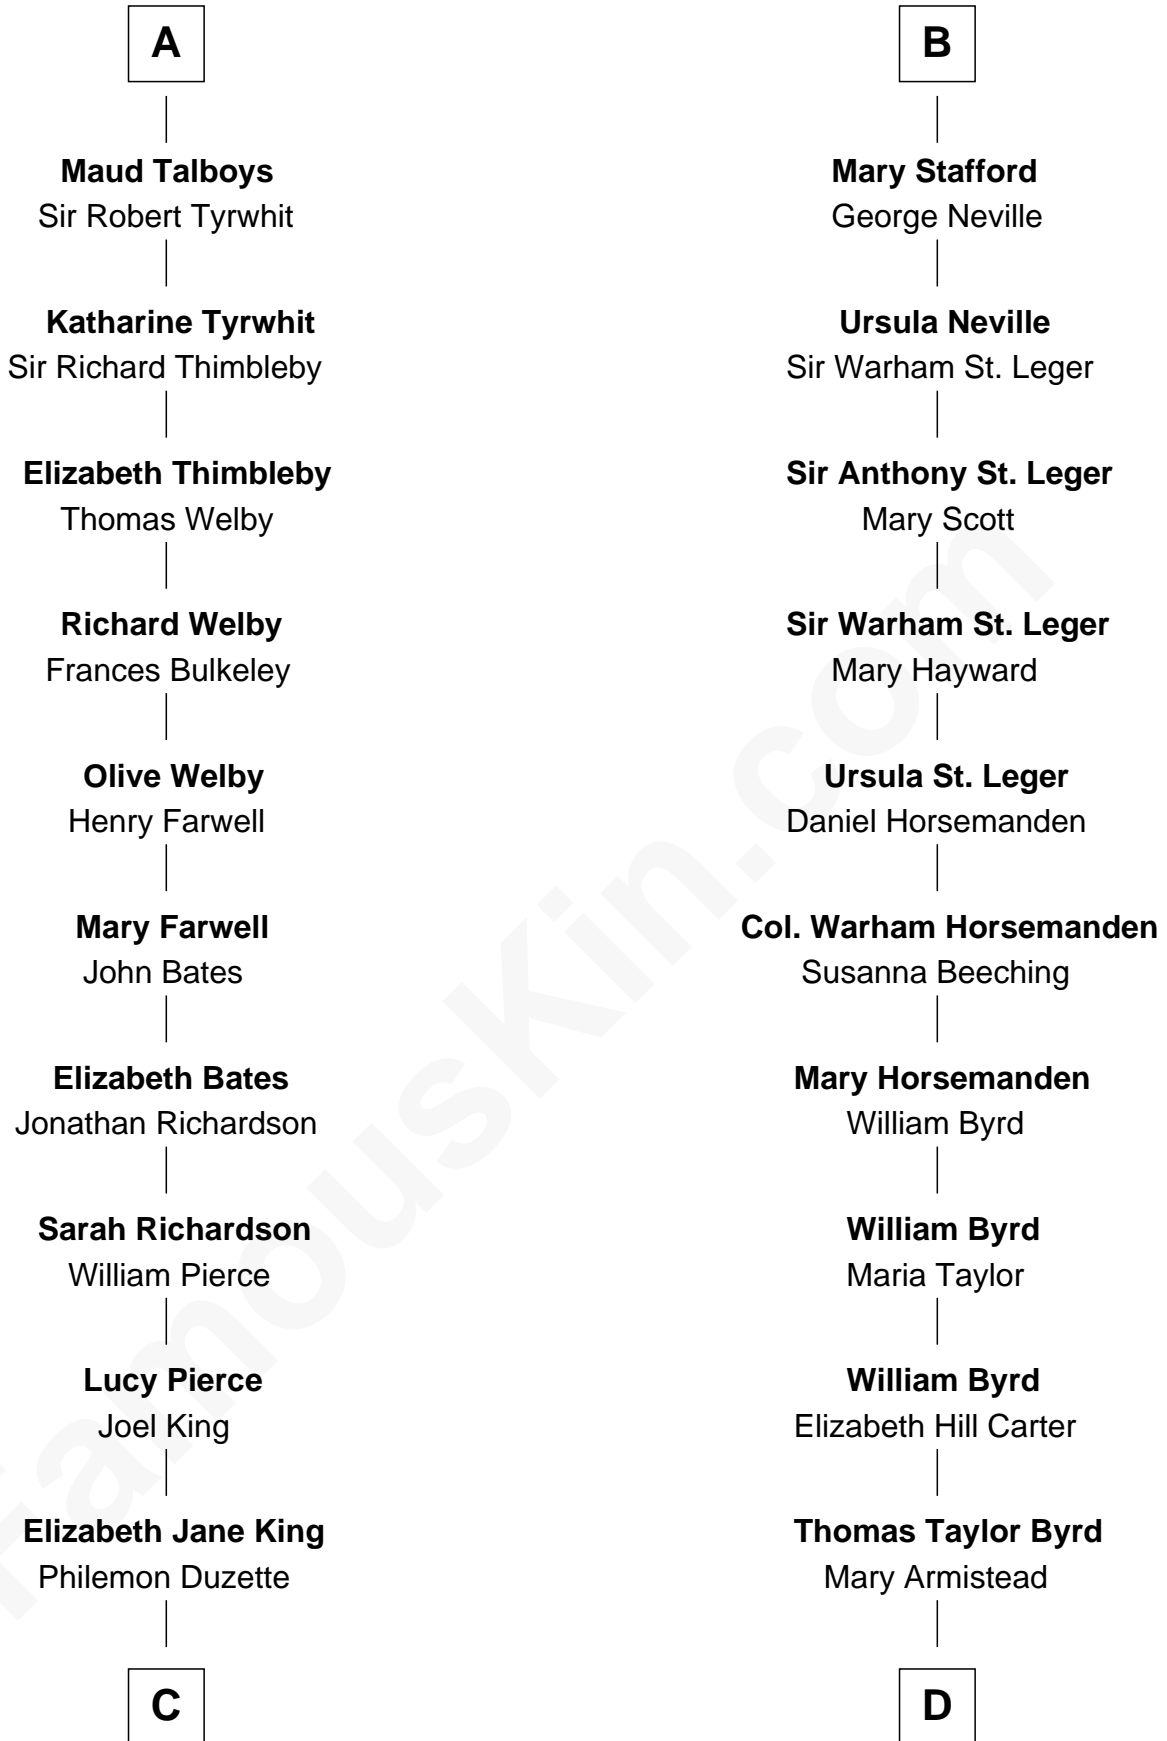 A
Maud Talboys
Sir Robert Tyrwhit
Katharine Tyrwhit
Sir Richard Thimbleby
Elizabeth Thimbleby
Thomas Welby
Richard Welby
Frances Bulkeley
Olive Welby
Henry Farwell
Mary Farwell
John Bates
Elizabeth Bates
Jonathan Richardson
Sarah Richardson
William Pierce
Lucy Pierce
Joel King
Elizabeth Jane King
Philemon Duzette
C
B
Mary Stafford
George Neville
Ursula Neville
Sir Warham St. Leger
Sir Anthony St. Leger
Mary Scott
Sir Warham St. Leger
Mary Hayward
Ursula St. Leger
Daniel Horsemanden
Col. Warham Horsemanden
Susanna Beeching
Mary Horsemanden
William Byrd
William Byrd
Maria Taylor
William Byrd
Elizabeth Hill Carter
Thomas Taylor Byrd
Mary Armistead
D
FamousKin.com